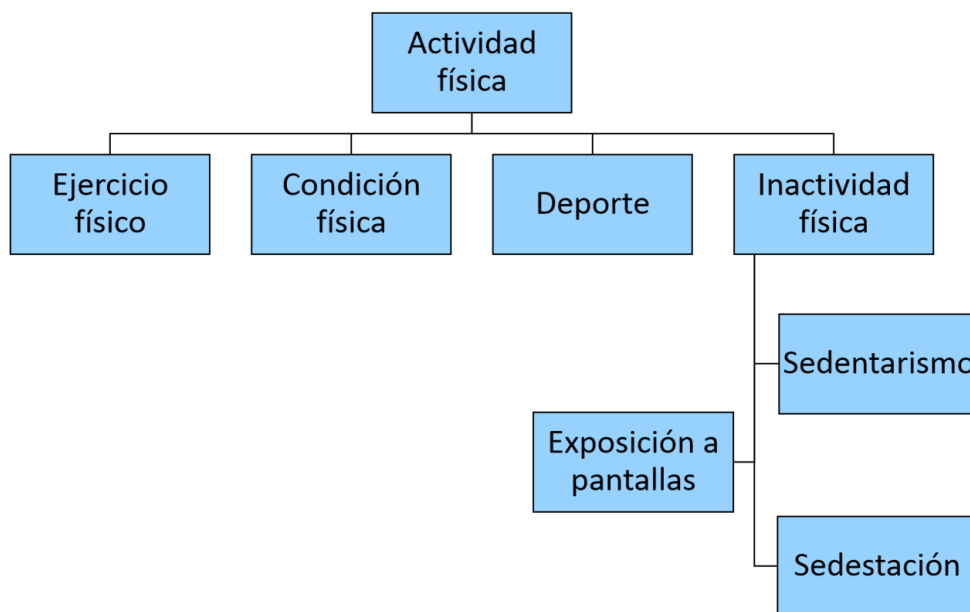 Actividad
física
Ejercicio
físico
Condición
física
Deporte
Inactividad
física
Sedentarismo
Exposición a
pantallas
Sedestación